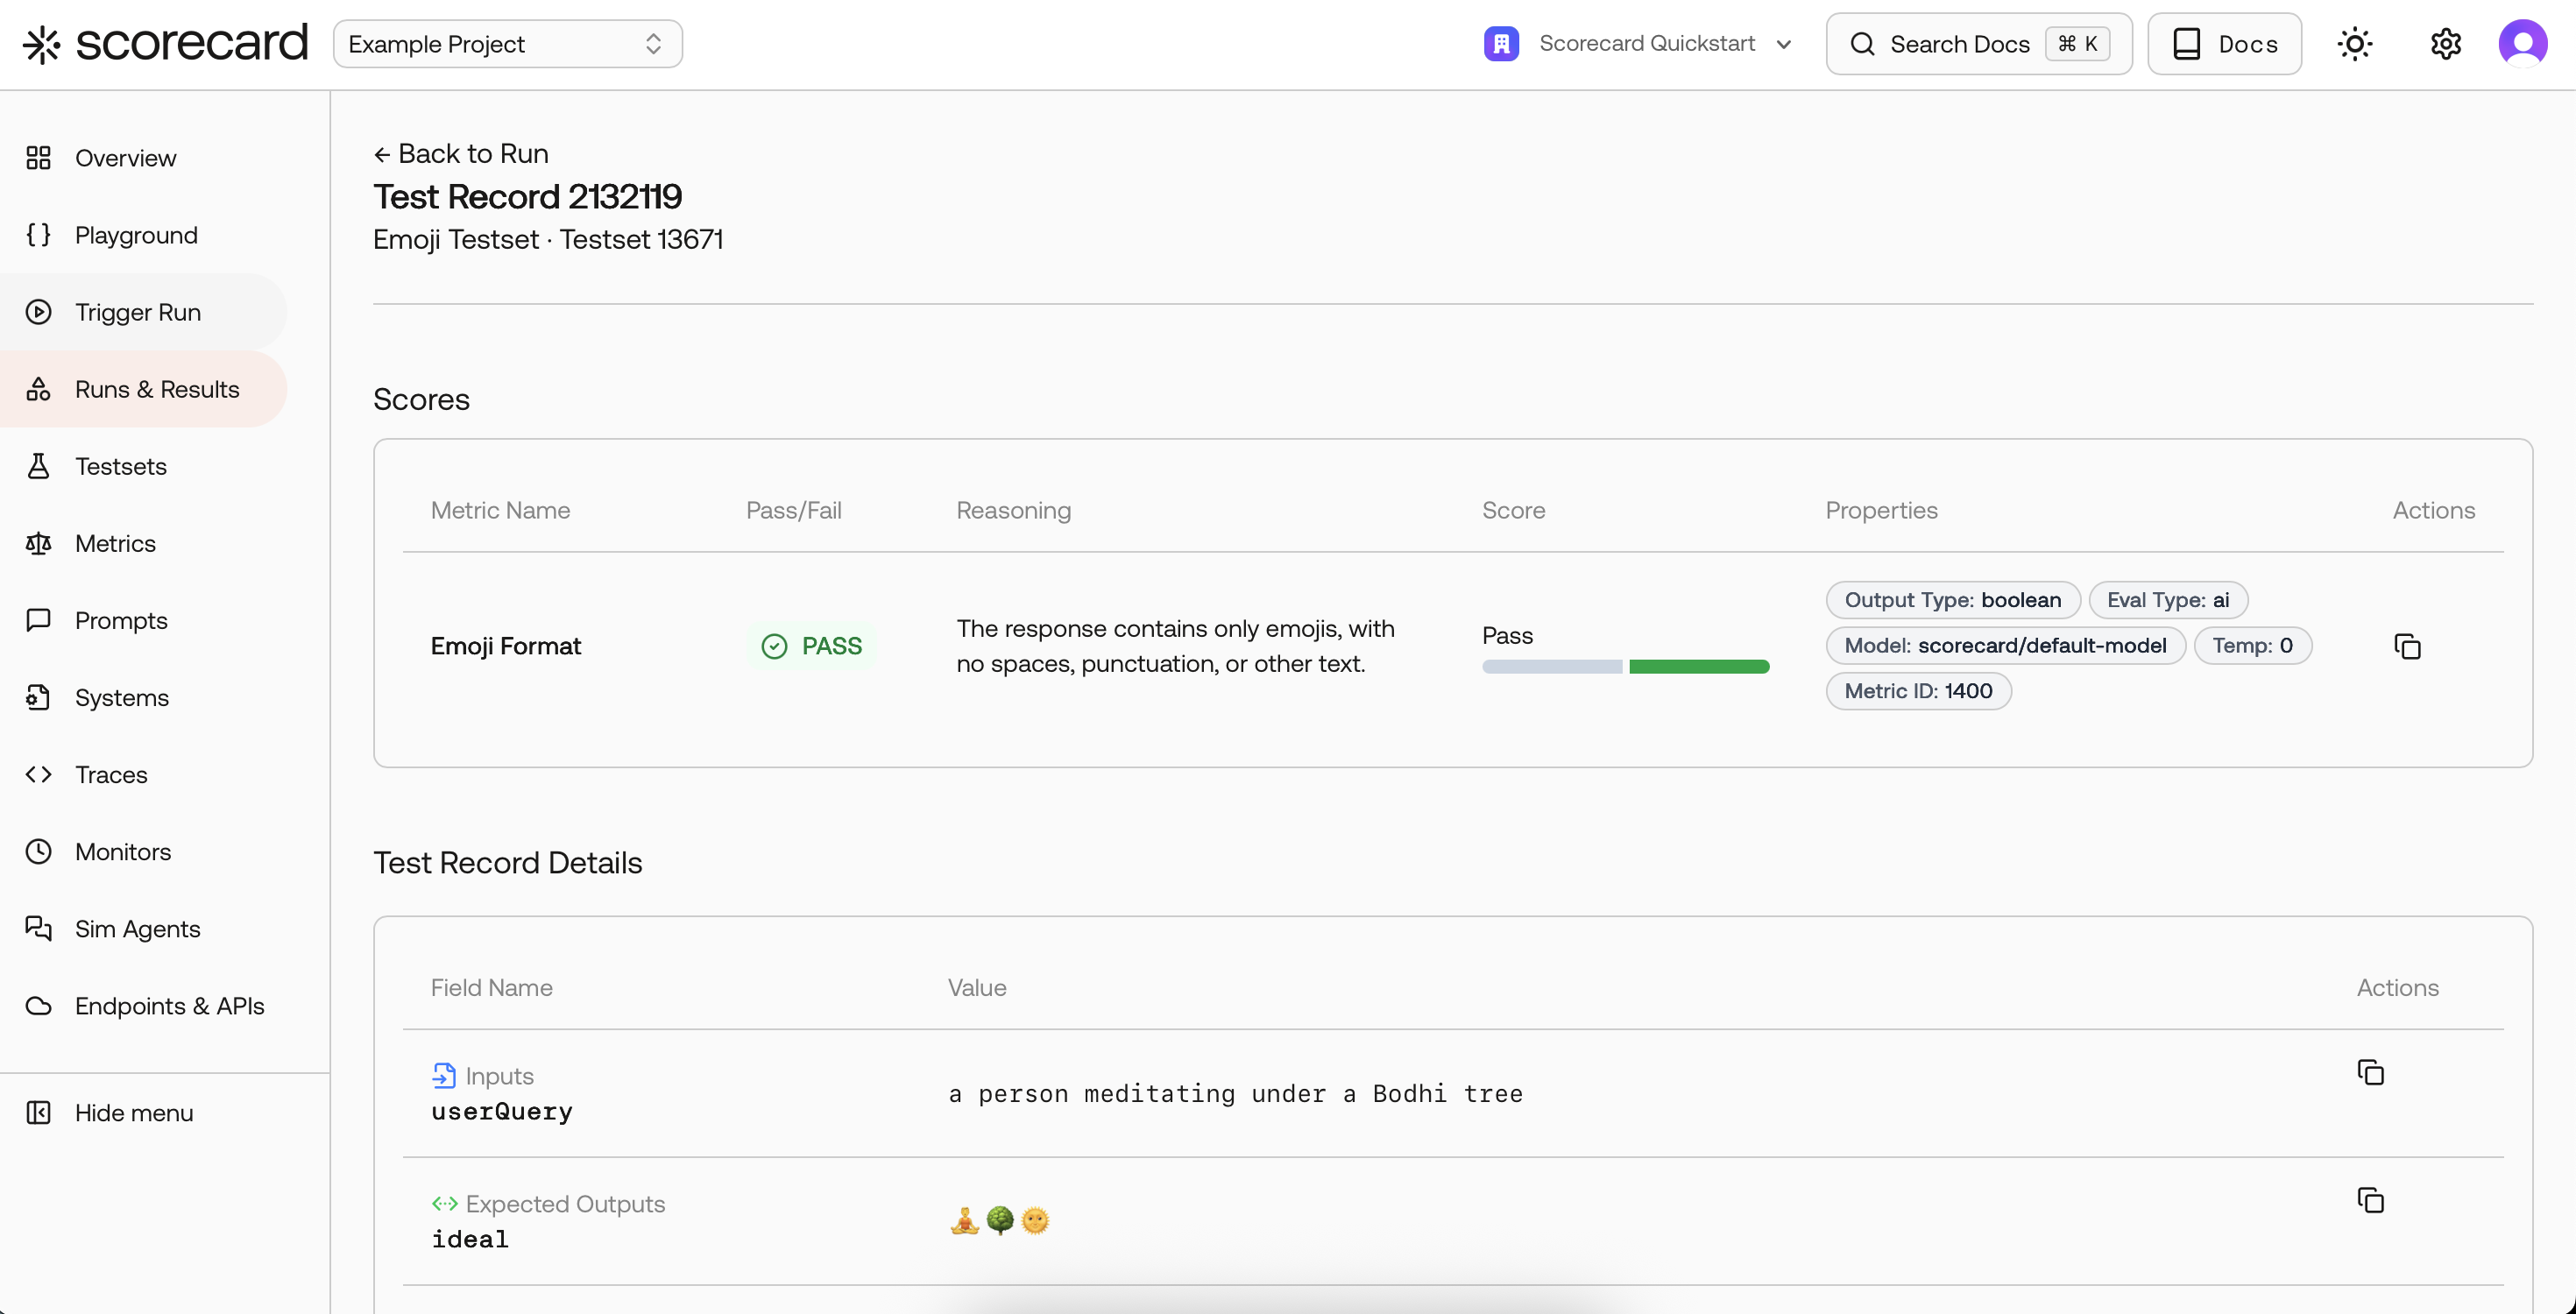 scorecard
Example Project
Scorecard Quickstart
Search Docs ⌘ K
Docs
Overview
Playground
Trigger Run
Runs & Results
Testsets
Metrics
Prompts
Systems
Traces
Monitors
Sim Agents
Endpoints & APIs
Hide menu
← Back to Run
Test Record 2132119
Emoji Testset · Testset 13671
Scores
Metric Name Pass/Fail Reasoning Score Properties Actions
Emoji Format
PASS
The response contains only emojis, with
no spaces, punctuation, or other text.
Pass
Output Type: boolean Eval Type: ai
Model: scorecard/default-model Temp: 0
Metric ID: 1400
Test Record Details
Field Name Value Actions
Inputs
userQuery
a person meditating under a Bodhi tree
Expected Outputs
ideal
🧘🌳🌞